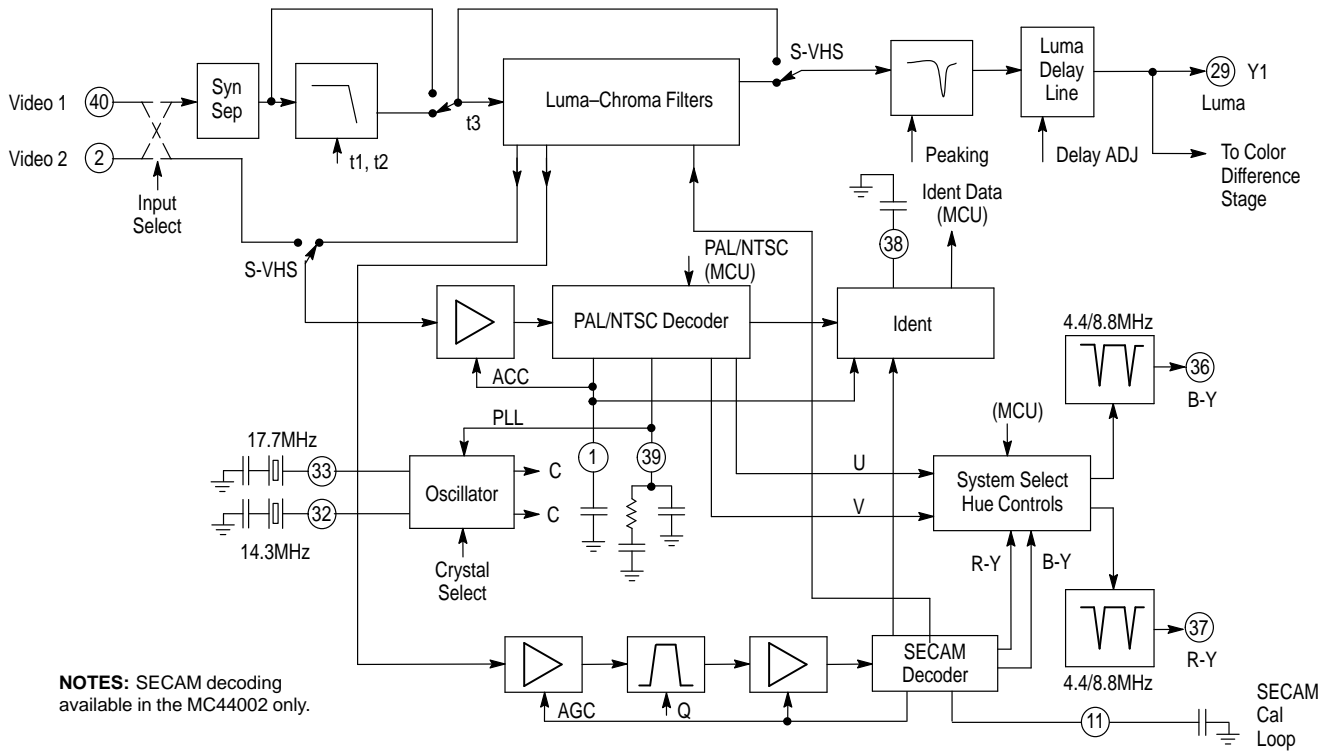 Video 1
40
Video 2
2
Input
Select
Syn
Sep
t1, t2
t3
Luma–Chroma Filters
S-VHS
Peaking
Luma
Delay
Line
Delay ADJ
29
Y1
Luma
To Color
Difference
Stage
S-VHS
PAL/NTSC
(MCU)
38
Ident Data
(MCU)
PAL/NTSC Decoder
Ident
ACC
PLL
17.7MHz
33
32
14.3MHz
Oscillator
C
C
Crystal
Select
1
39
U
V
(MCU)
System Select
Hue Controls
R-Y
B-Y
4.4/8.8MHz
36
B-Y
37
R-Y
4.4/8.8MHz
SECAM
Decoder
AGC
Q
11
SECAM
Cal
Loop
NOTES: SECAM decoding
available in the MC44002 only.